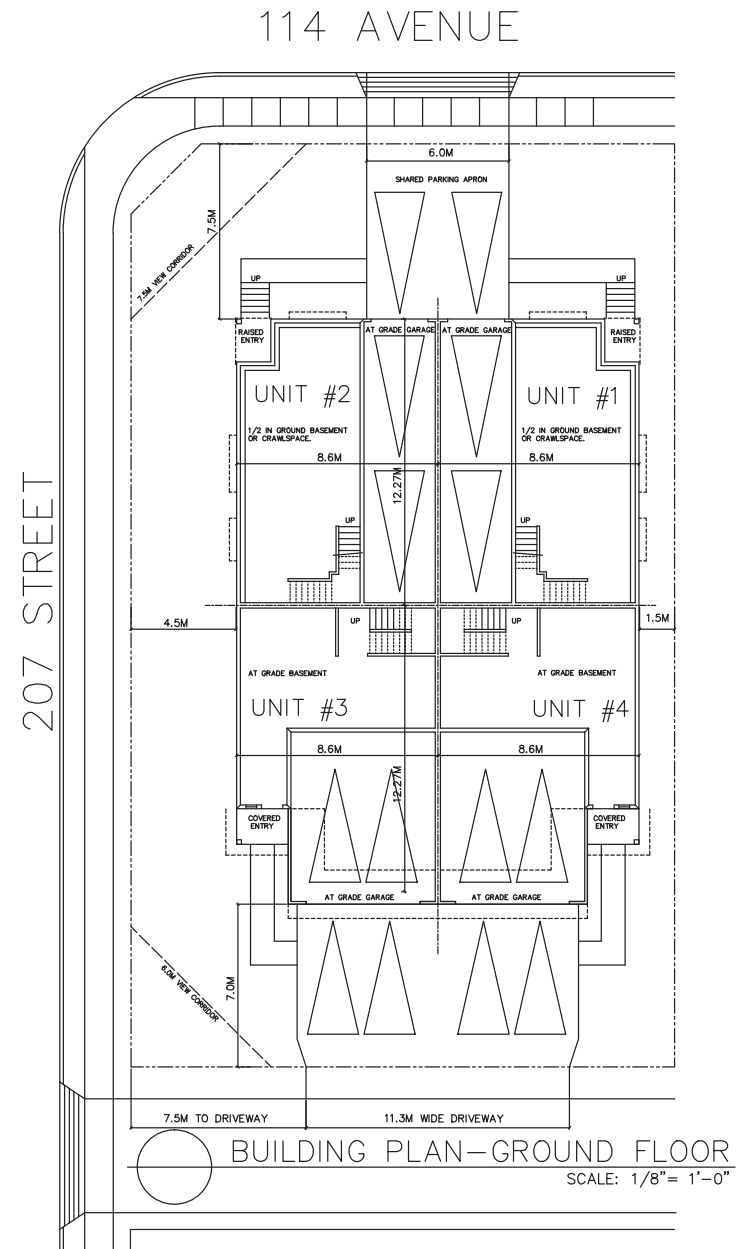 114 AVENUE
6.0M
SHARED PARKING APRON
7.5M
7.5M VIEW CORRIDOR
UP
UP
RAISED
ENTRY
AT GRADE GARAGE
AT GRADE GARAGE
RAISED
ENTRY
UNIT #2
UNIT #1
1/2 IN GROUND BASEMENT
OR CRAWLSPACE.
1/2 IN GROUND BASEMENT
OR CRAWLSPACE.
8.6M
8.6M
12.27M
207 STREET
UP
UP
4.5M
UP
UP
1.5M
AT GRADE BASEMENT
AT GRADE BASEMENT
UNIT #3
UNIT #4
8.6M
8.6M
12.27M
COVERED
ENTRY
COVERED
ENTRY
AT GRADE GARAGE
AT GRADE GARAGE
7.0M
6.0M VIEW CORRIDOR
7.5M TO DRIVEWAY
11.3M WIDE DRIVEWAY
BUILDING PLAN-GROUND FLOOR
SCALE: 1/8"= 1'-0"